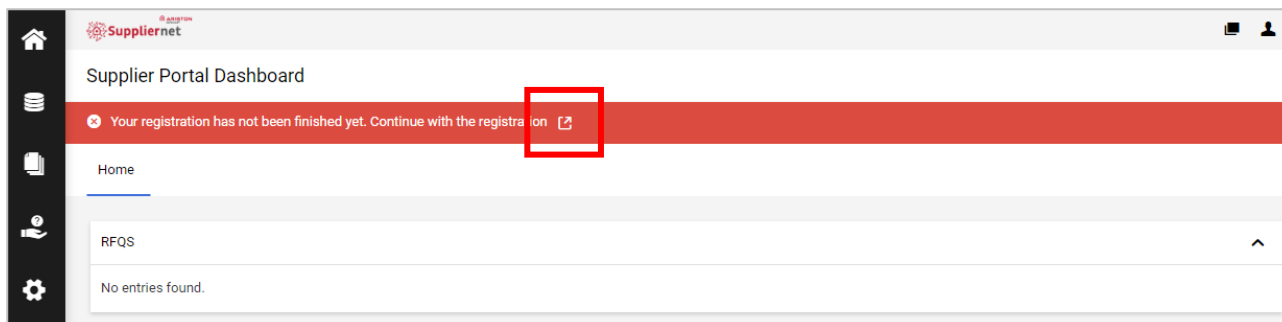 ARISTON
Suppliernet
Supplier Portal Dashboard
Your registration has not been finished yet. Continue with the registration
Home
RFQS
No entries found.